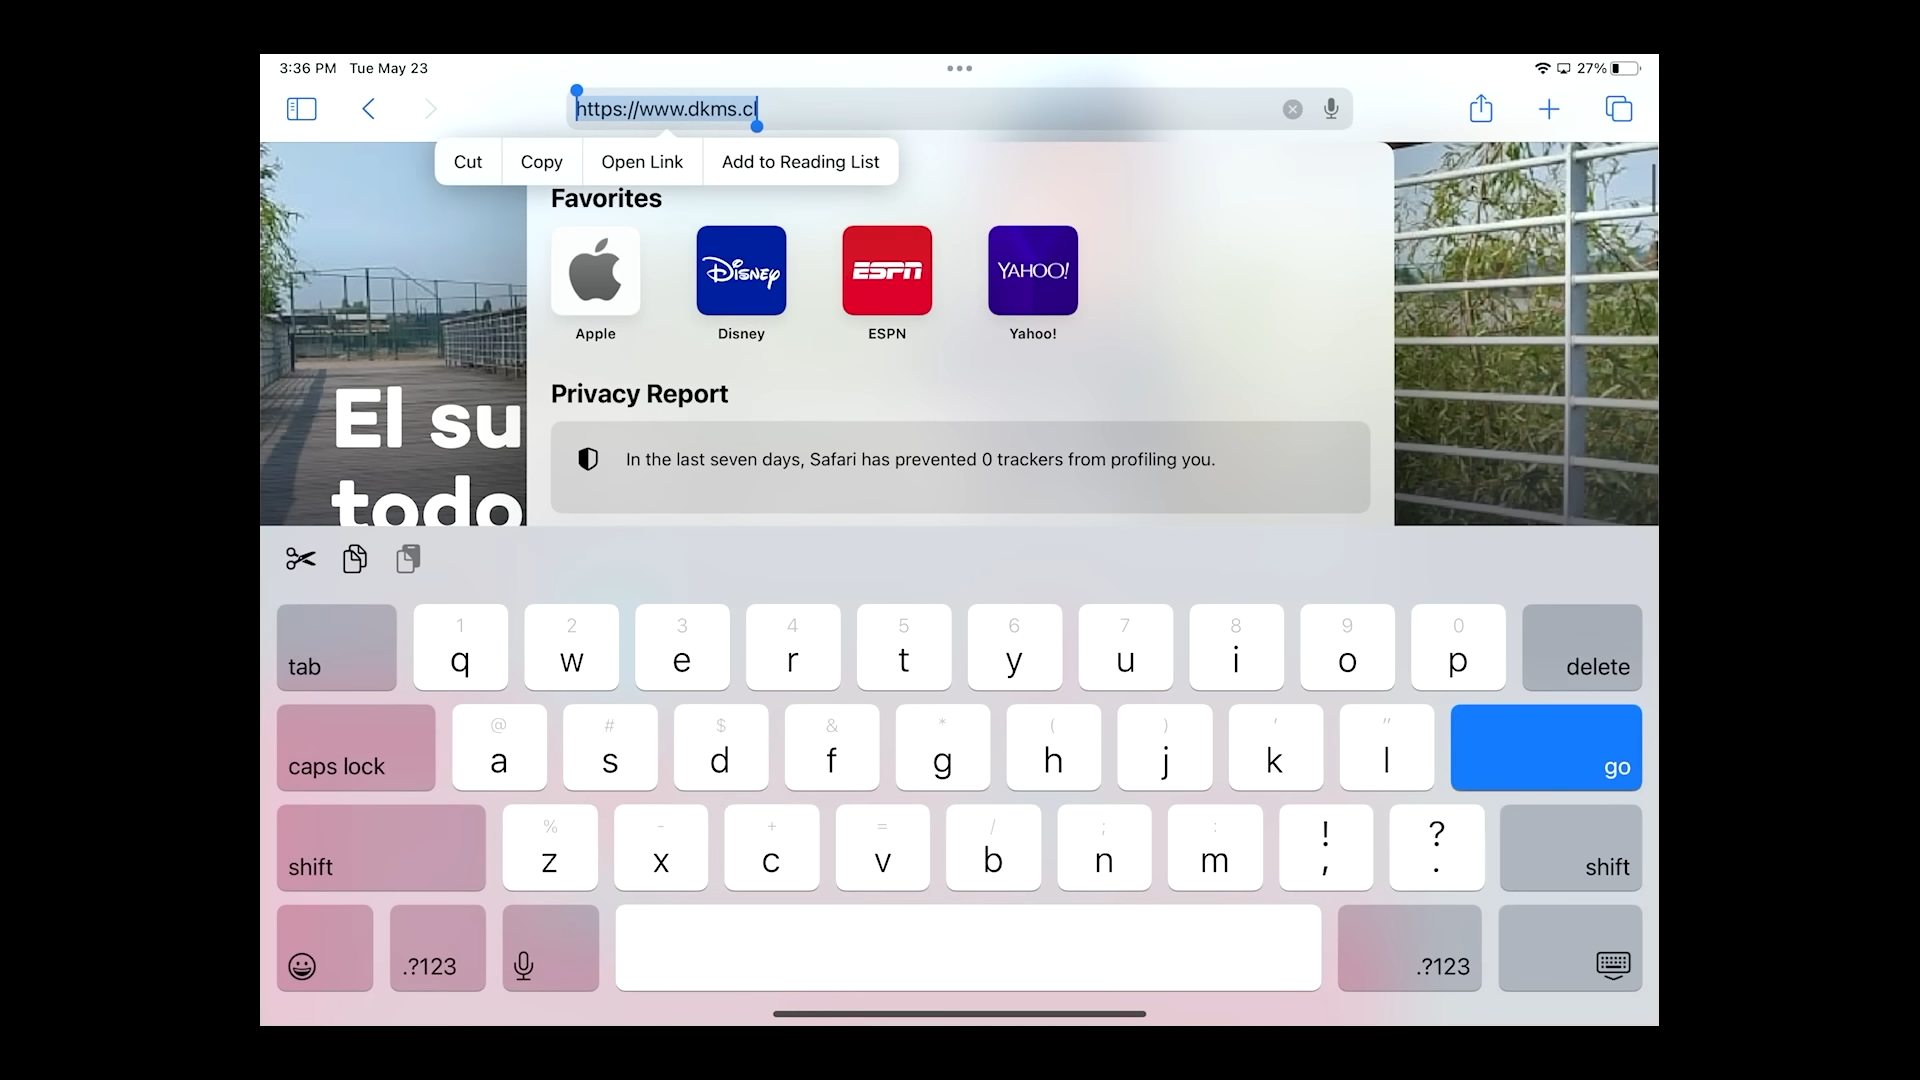 3:36 PM Tue May 23
27%
https://www.dkms.cl
Cut Copy Open Link Add to Reading List
Favorites
DISNEY ESPN YAHOO!
Apple Disney ESPN Yahoo!
Privacy Report
In the last seven days, Safari has prevented 0 trackers from profiling you.
El su
todo
1 2 3 4 5 6 7 8 9 0
tab q w e r t y u i o p delete
@ # $ & * ( ) ' "
caps lock a s d f g h j k l go
% - + = / ; : ! ?
shift z x c v b n m , . shift
.?123 .?123